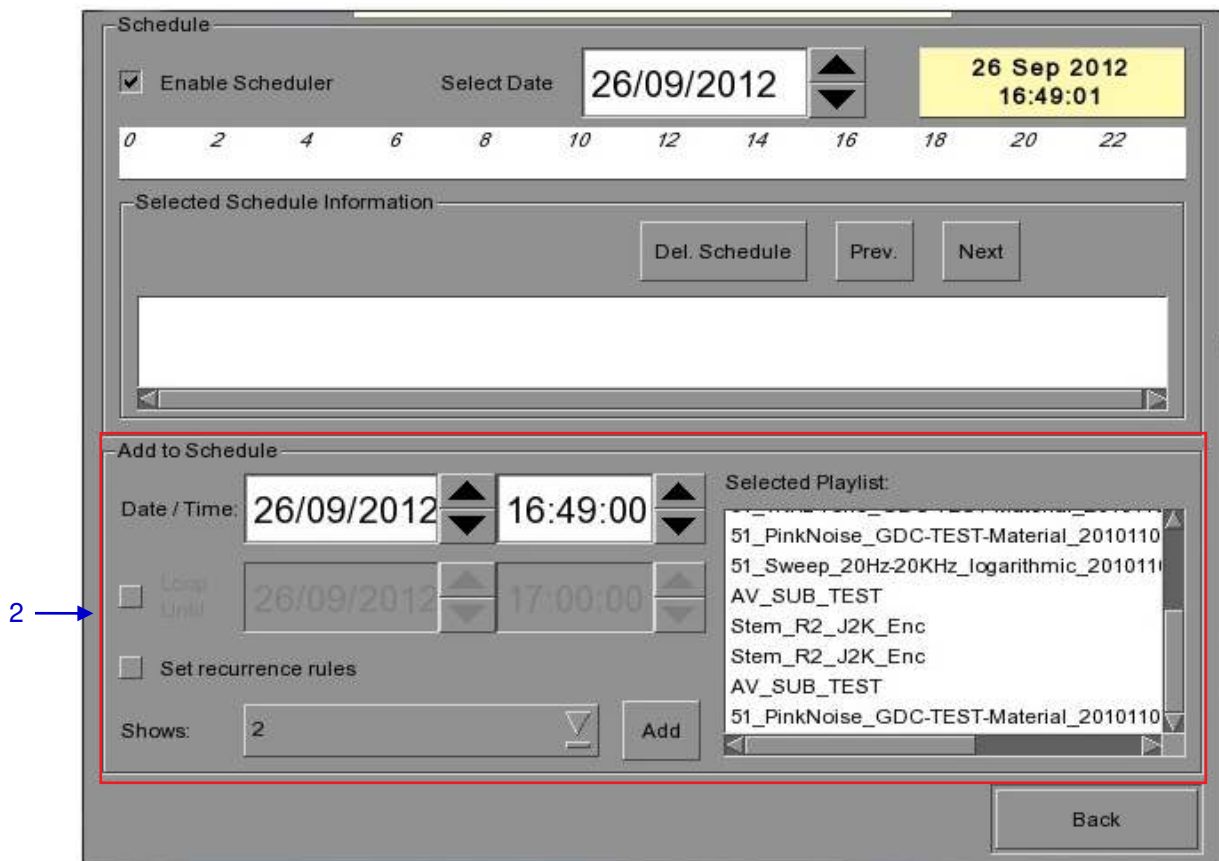 Schedule
Enable Scheduler
Select Date
26/09/2012
26 Sep 2012
16:49:01
0 2 4 6 8 10 12 14 16 18 20 22
Selected Schedule Information
Del. Schedule
Prev.
Next
Add to Schedule
Date / Time:
26/09/2012
16:49:00
Selected Playlist:
51_PinkNoise_GDC-TEST-Material_2010110
51_Sweep_20Hz-20KHz_logarithmic_201011
AV_SUB_TEST
Stem_R2_J2K_Enc
Stem_R2_J2K_Enc
AV_SUB_TEST
51_PinkNoise_GDC-TEST-Material_2010110
Loop
Until
26/09/2012
17:00:00
2
Set recurrence rules
Shows:
2
Add
Back